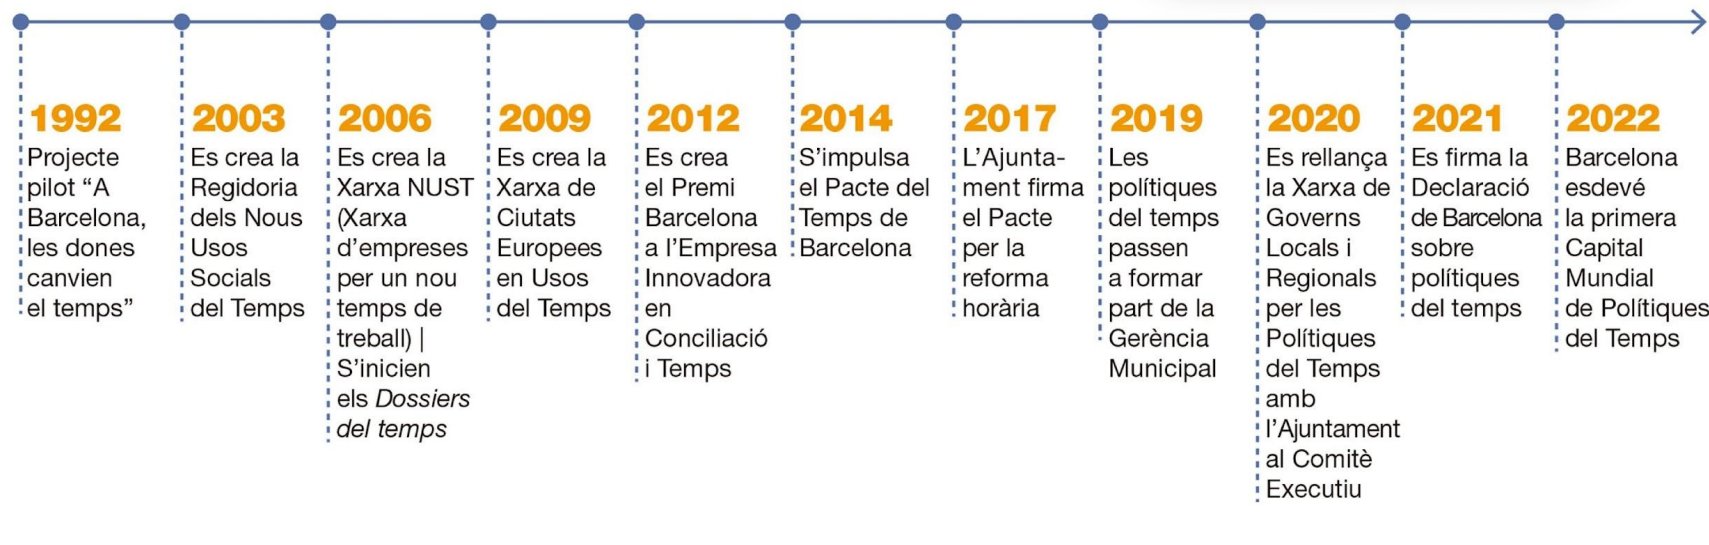 1992
Projecte
pilot “A
Barcelona,
les dones
canvien
el temps”
2003
Es crea la
Regidoria
dels Nous
Usos
Socials
del Temps
2006
Es crea la
Xarxa NUST
(Xarxa
d’empreses
per un nou
temps de
treball) |
S’inicien
els Dossiers
del temps
2009
Es crea la
Xarxa de
Ciutats
Europees
en Usos
del Temps
2012
Es crea
el Premi
Barcelona
a l’Empresa
Innovadora
en
Conciliació
i Temps
2014
S’impulsa
el Pacte del
Temps de
Barcelona
2017
L’Ajunta-
ment firma
el Pacte
per la
reforma
horària
2019
Les
polítiques
del temps
passen
a formar
part de la
Gerència
Municipal
2020
Es rellança
la Xarxa de
Governs
Locals i
Regionals
per les
Polítiques
del Temps
amb
l’Ajuntament
al Comitè
Executiu
2021
Es firma la
Declaració
de Barcelona
sobre
polítiques
del temps
2022
Barcelona
esdevé
la primera
Capital
Mundial
de Polítiques
del Temps